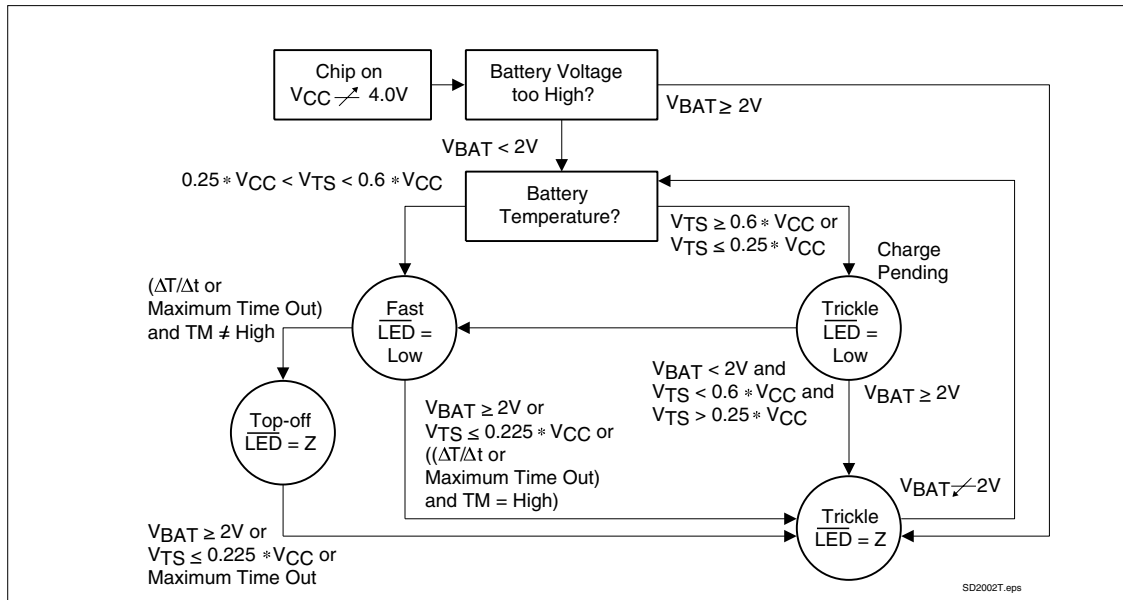 Chip on
VCC 4.0V
Battery Voltage
too High?
VBAT ≥ 2V
VBAT < 2V
0.25 * VCC < VTS < 0.6 * VCC
Battery
Temperature?
VTS ≥ 0.6 * VCC or
VTS ≤ 0.25 * VCC
Charge
Pending
(ΔT/Δt or
Maximum Time Out)
and TM ≠ High
Fast
LED =
Low
Trickle
LED =
Low
VBAT < 2V and
VTS < 0.6 * VCC and
VTS > 0.25 * VCC
VBAT ≥ 2V
Top-off
LED = Z
VBAT ≥ 2V or
VTS ≤ 0.225 * VCC or
((ΔT/Δt or
Maximum Time Out)
and TM = High)
VBAT 2V
Trickle
LED = Z
VBAT ≥ 2V or
VTS ≤ 0.225 *VCC or
Maximum Time Out
SD2002T.eps